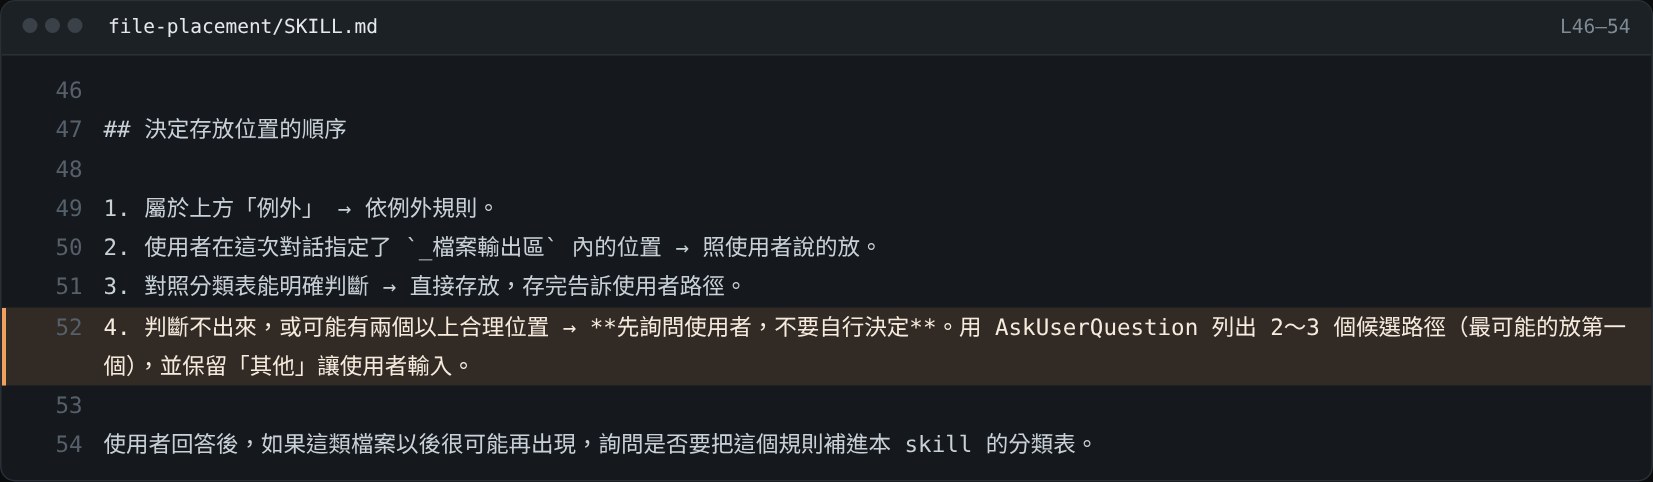 file-placement/SKILL.md
L46–54
46
47 ## 決定存放位置的順序
48
49 1. 屬於上方「例外」 → 依例外規則。
50 2. 使用者在這次對話指定了 `_檔案輸出區` 內的位置 → 照使用者說的放。
51 3. 對照分類表能明確判斷 → 直接存放，存完告訴使用者路徑。
52 4. 判斷不出來，或可能有兩個以上合理位置 → **先詢問使用者，不要自行決定**。用 AskUserQuestion 列出 2～3 個候選路徑（最可能的放第一
個），並保留「其他」讓使用者輸入。
53
54 使用者回答後，如果這類檔案以後很可能再出現，詢問是否要把這個規則補進本 skill 的分類表。